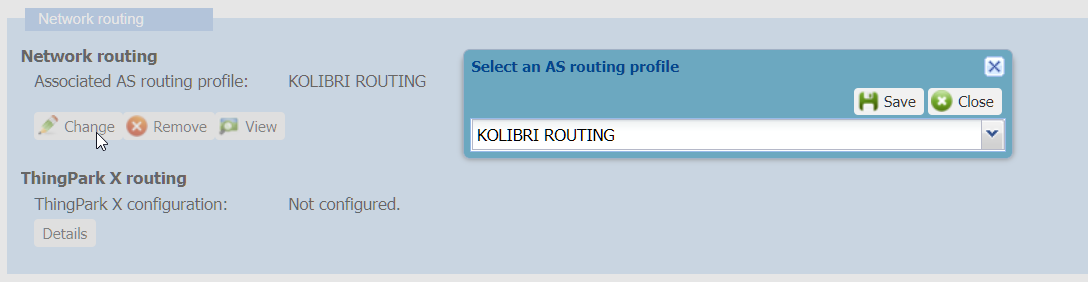 Network routing
Network routing
Associated AS routing profile: KOLIBRI ROUTING
Change Remove View
ThingPark X routing
ThingPark X configuration: Not configured.
Details
Select an AS routing profile
Save Close
KOLIBRI ROUTING